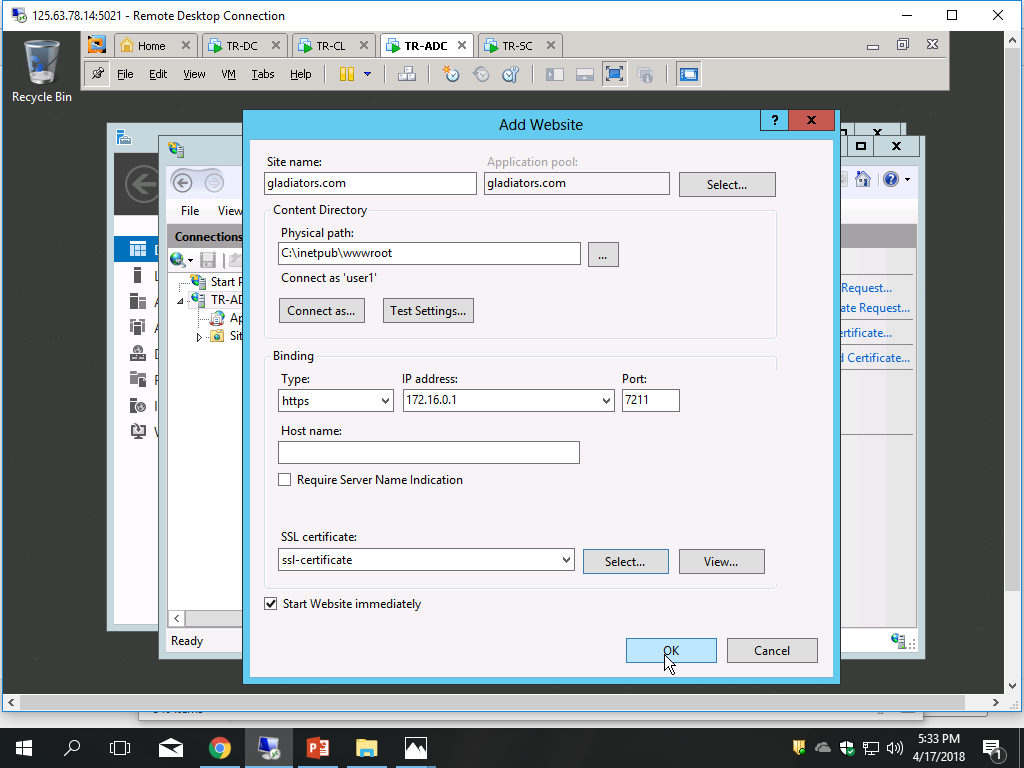 125.63.78.14:5021 - Remote Desktop Connection
Recycle Bin
Home
TR-DC
TR-CL
TR-ADC
TR-SC
File Edit View VM Tabs Help
Add Website
?
Site name:
Application pool:
gladiators.com
gladiators.com
Select...
Content Directory
Physical path:
C:\inetpub\wwwroot
...
Connect as 'user1'
Connect as...
Test Settings...
Binding
Type:
IP address:
Port:
https
172.16.0.1
7211
Host name:
Require Server Name Indication
SSL certificate:
ssl-certificate
Select...
View...
Start Website immediately
OK
Cancel
File View
Connections
Start P
TR-AD
Ap
Sit
Ready
Request...
ate Request...
ertificate...
d Certificate...
5:33 PM
4/17/2018
1